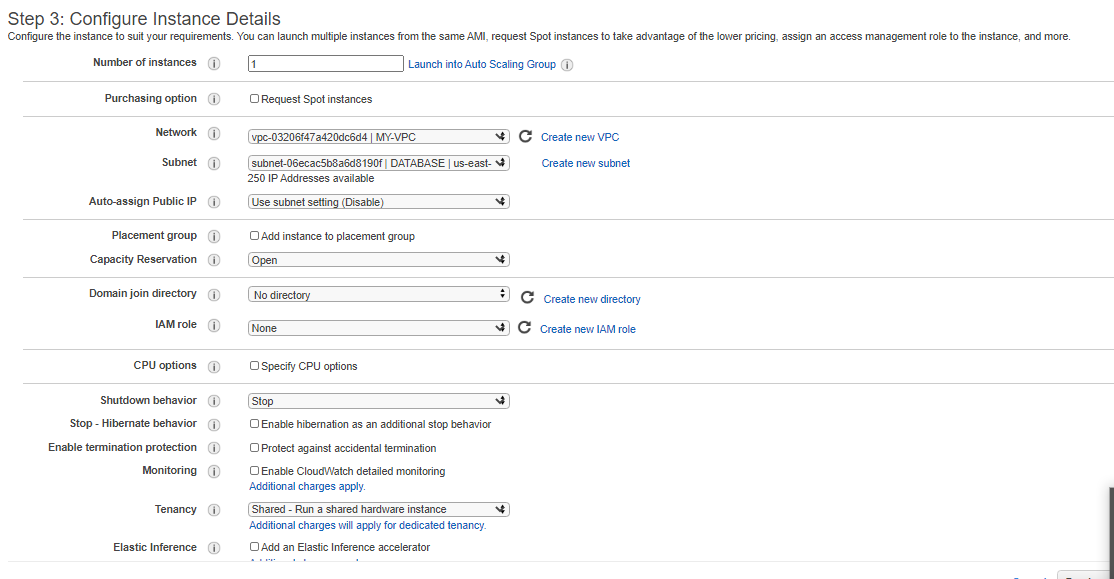 Step 3: Configure Instance Details
Configure the instance to suit your requirements. You can launch multiple instances from the same AMI, request Spot instances to take advantage of the lower pricing, assign an access management role to the instance, and more.
Number of instances 1 Launch into Auto Scaling Group
Purchasing option Request Spot instances
Network vpc-03206f47a420dc6d4 | MY-VPC Create new VPC
Subnet subnet-06ecac5b8a6d8190f | DATABASE | us-east- Create new subnet
250 IP Addresses available
Auto-assign Public IP Use subnet setting (Disable)
Placement group Add instance to placement group
Capacity Reservation Open
Domain join directory No directory Create new directory
IAM role None Create new IAM role
CPU options Specify CPU options
Shutdown behavior Stop
Stop - Hibernate behavior Enable hibernation as an additional stop behavior
Enable termination protection Protect against accidental termination
Monitoring Enable CloudWatch detailed monitoring
Additional charges apply.
Tenancy Shared - Run a shared hardware instance
Additional charges will apply for dedicated tenancy.
Elastic Inference Add an Elastic Inference accelerator